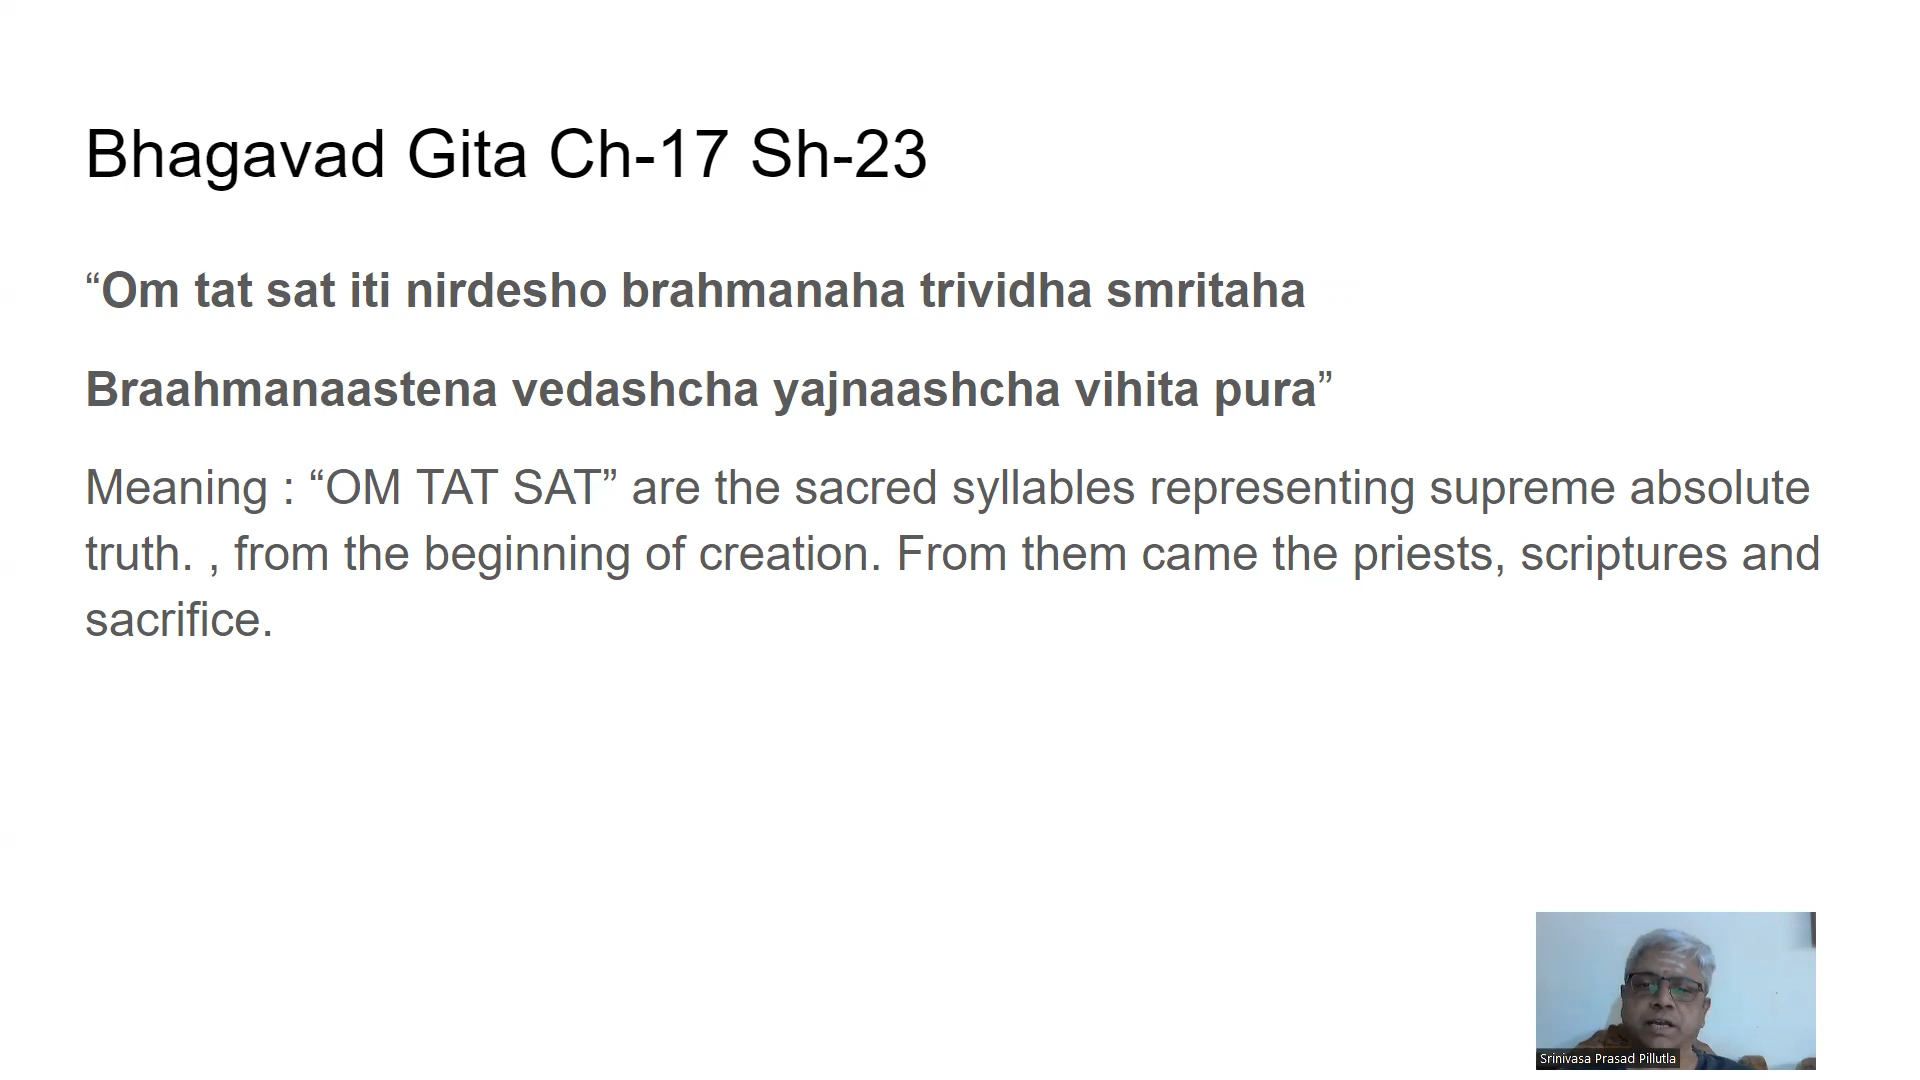 Bhagavad Gita Ch-17 Sh-23
“Om tat sat iti nirdesho brahmanaha trividha smritaha
Braahmanaastena vedashcha yajnaashcha vihita pura”
Meaning : “OM TAT SAT” are the sacred syllables representing supreme absolute
truth. , from the beginning of creation. From them came the priests, scriptures and
sacrifice.
Srinivasa Prasad Pillutla